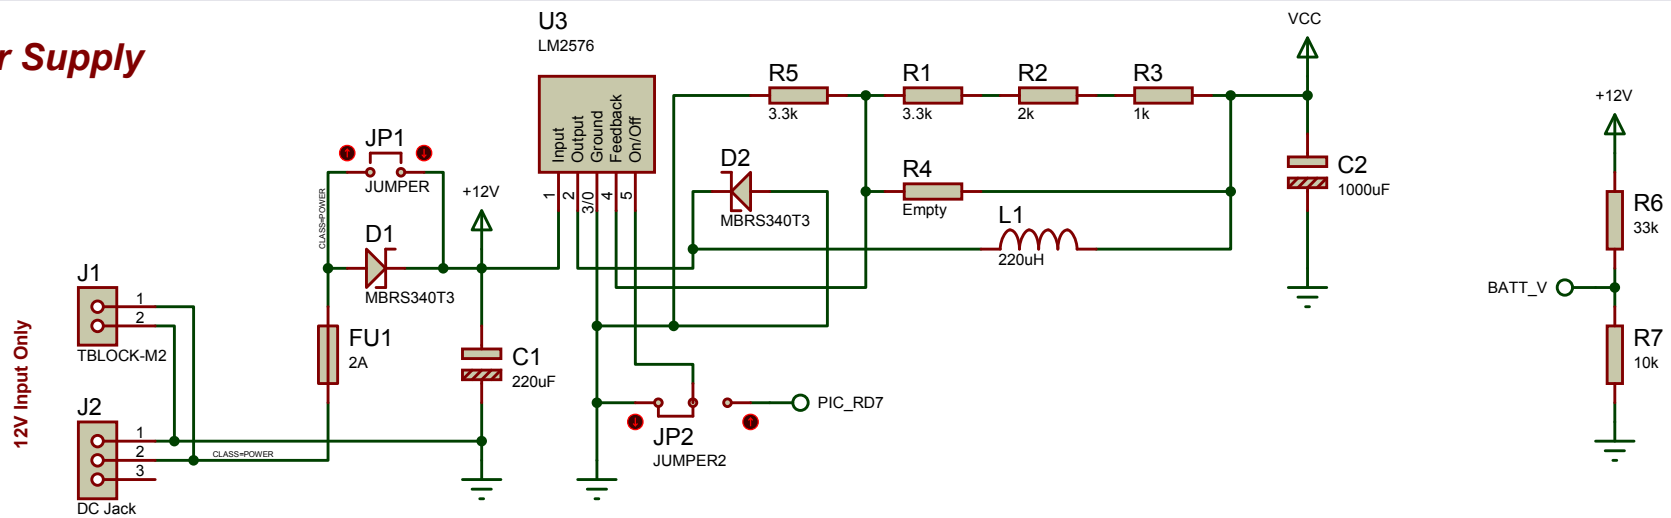 r Supply
12V Input Only
J1
1
2
TBLOCK-M2
J2
1
2
3
DC Jack
CLASS=POWER
CLASS=POWER
JP1
JUMPER
D1
MBRS340T3
FU1
2A
+12V
C1
220uF
U3
LM2576
Input
Output
Ground
Feedback
On/Off
1
2
3/0
4
5
D2
MBRS340T3
R5
3.3k
R1
3.3k
R2
2k
R3
1k
R4
Empty
L1
220uH
JP2
JUMPER2
PIC_RD7
VCC
C2
1000uF
+12V
R6
33k
BATT_V
R7
10k